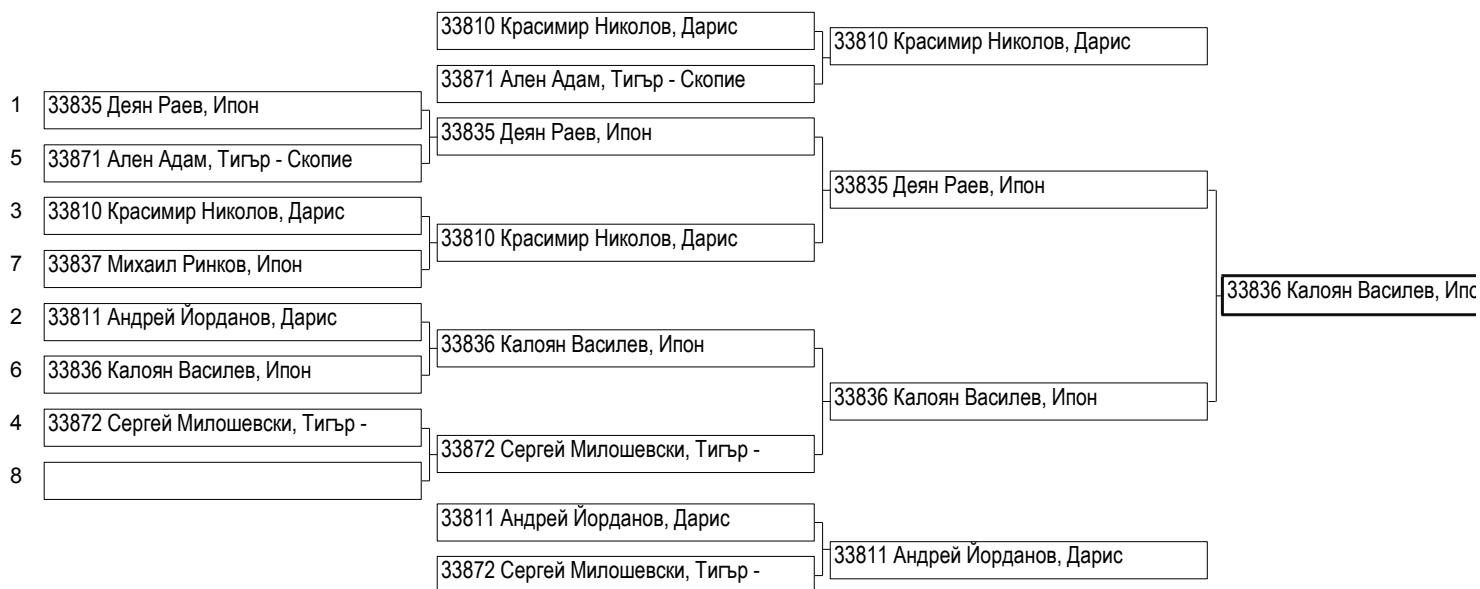 33810 Красимир Николов, Дарис
33810 Красимир Николов, Дарис
33871 Ален Адам, Тигър - Скопие
1 33835 Деян Раев, Ипон
33835 Деян Раев, Ипон
5 33871 Ален Адам, Тигър - Скопие
33835 Деян Раев, Ипон
3 33810 Красимир Николов, Дарис
33810 Красимир Николов, Дарис
7 33837 Михаил Ринков, Ипон
33836 Калоян Василев, Ипо
2 33811 Андрей Йорданов, Дарис
33836 Калоян Василев, Ипон
6 33836 Калоян Василев, Ипон
33836 Калоян Василев, Ипон
4 33872 Сергей Милошевски, Тигър -
33872 Сергей Милошевски, Тигър -
8
33811 Андрей Йорданов, Дарис
33811 Андрей Йорданов, Дарис
33872 Сергей Милошевски, Тигър -